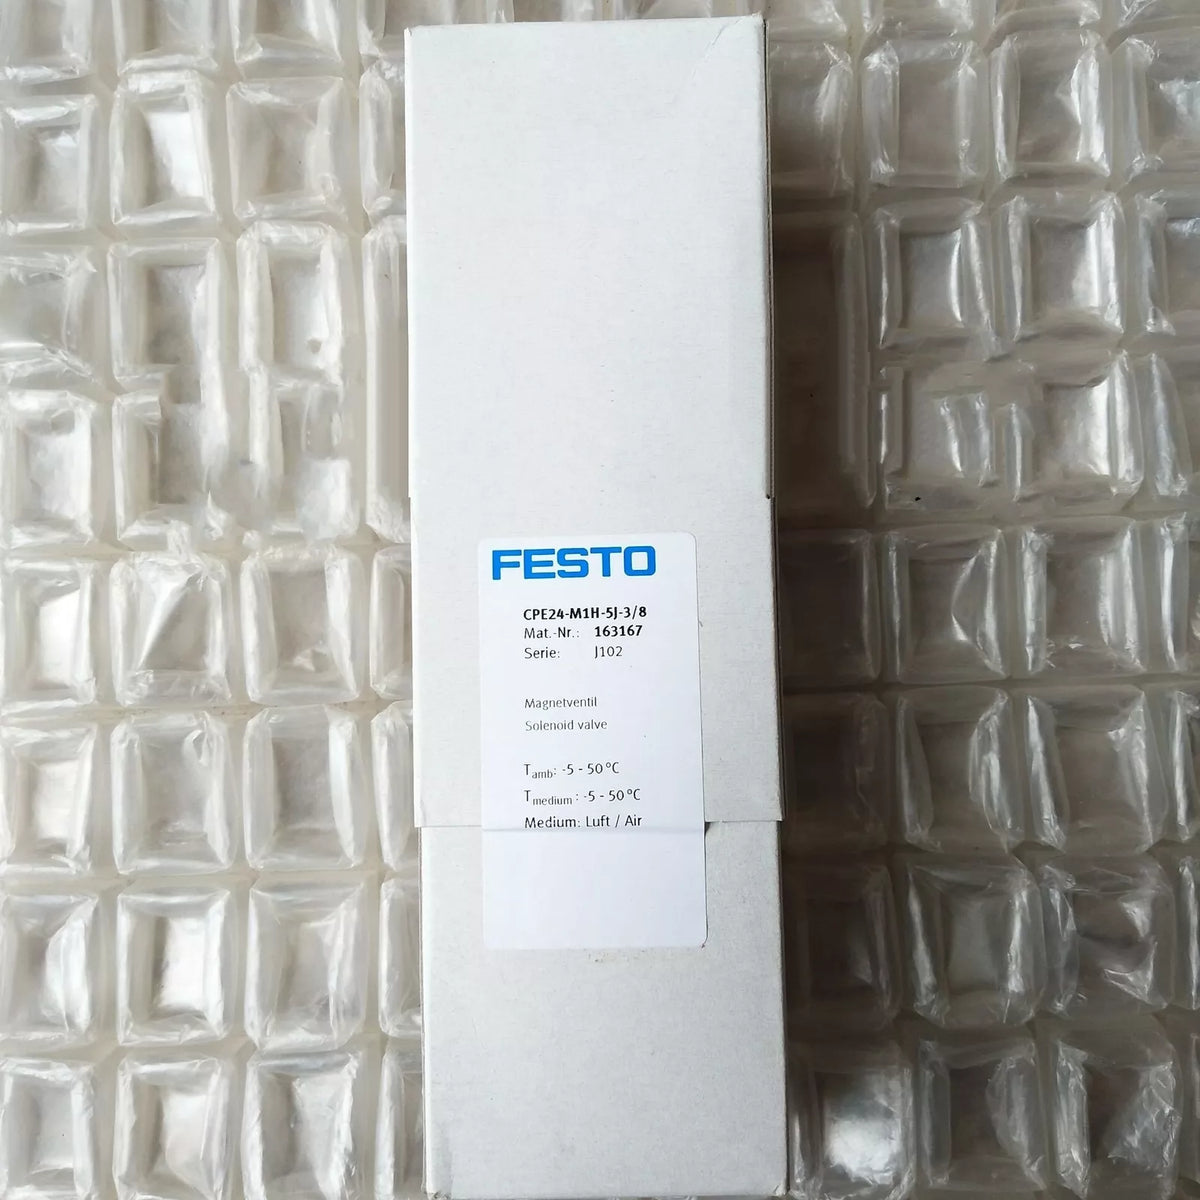 FESTO
CPE24-M1H-5J-3/8
Mat.-Nr.: 163167
Serie: J102
Magnetventil
Solenoid valve
Tamb: -5 - 50 °C
Tmedium : -5 - 50 °C
Medium: Luft / Air